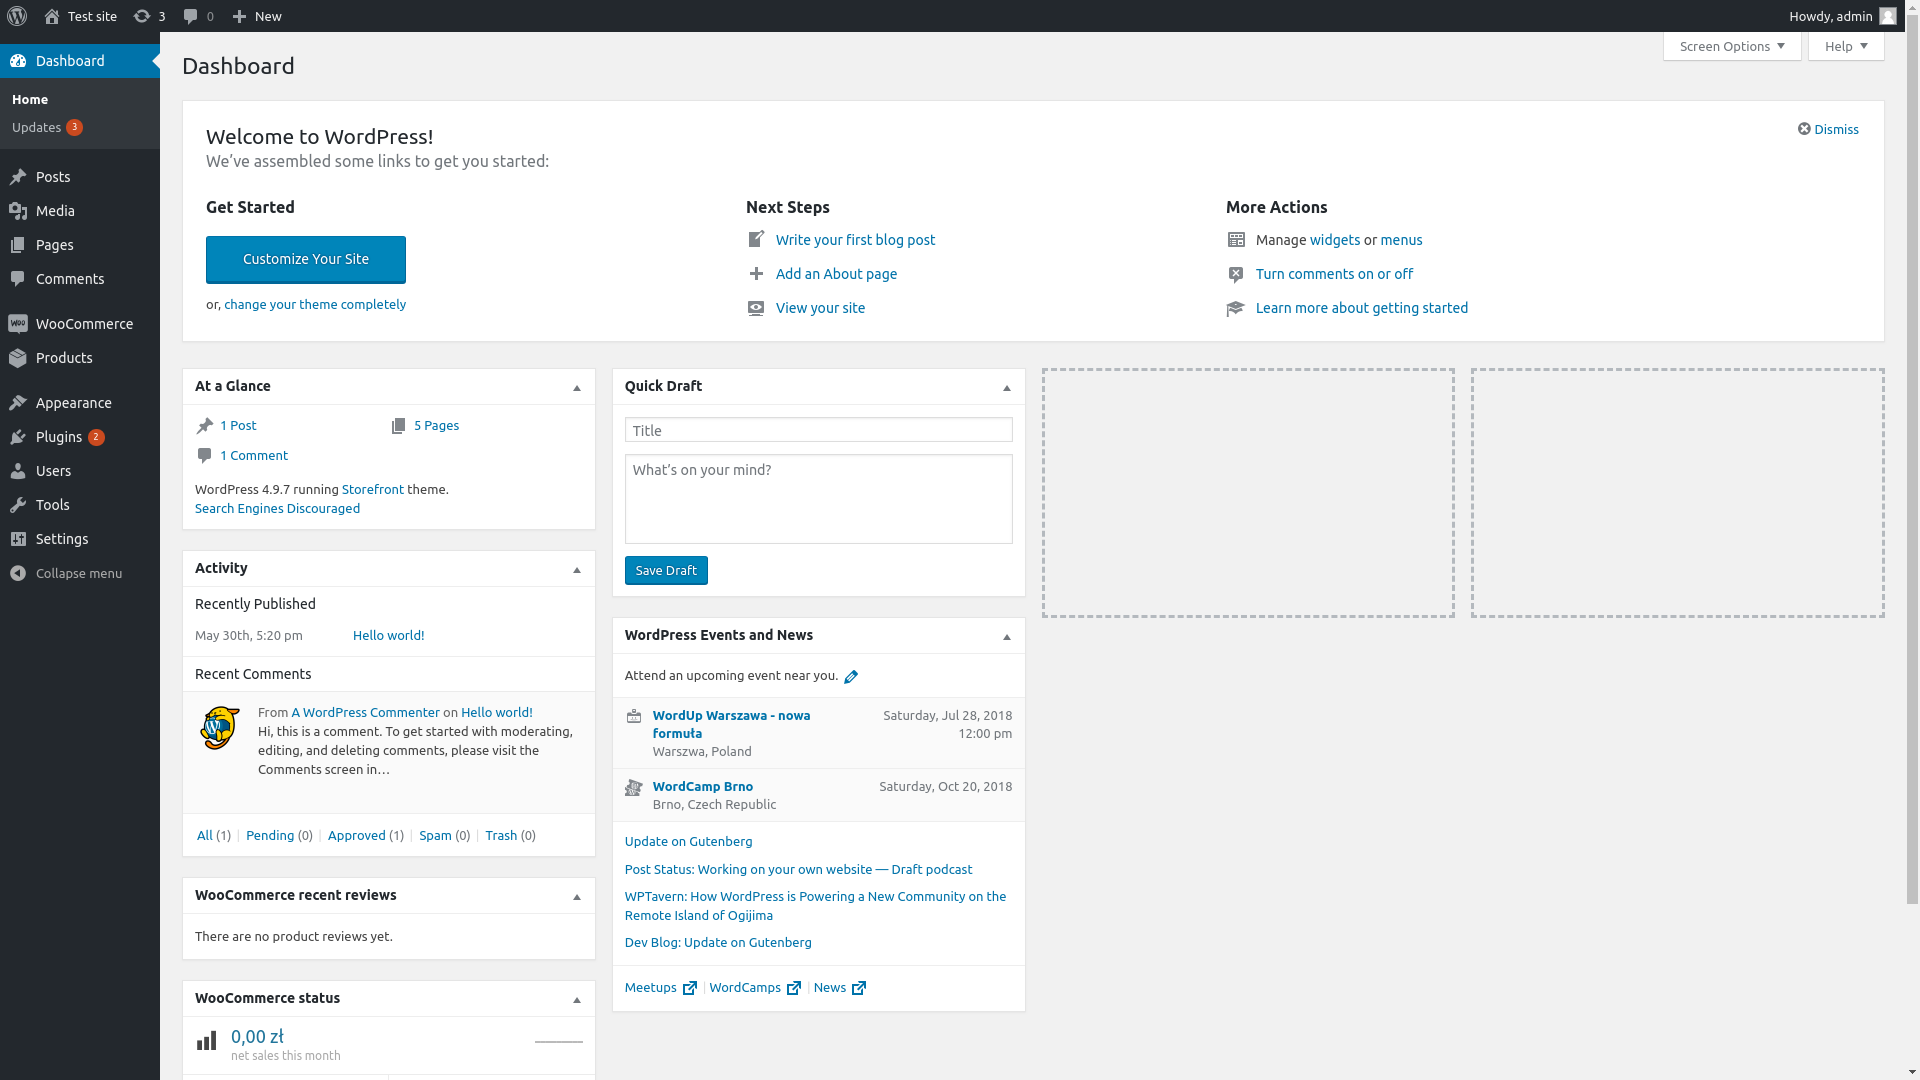 Test site
3
0
New
Howdy, admin
Dashboard
Home
Updates 3
Posts
Media
Pages
Comments
WooCommerce
Products
Appearance
Plugins 2
Users
Tools
Settings
Collapse menu
Screen Options
Help
Dashboard
Welcome to WordPress!
We’ve assembled some links to get you started:
Dismiss
Get Started
Customize Your Site
or, change your theme completely
Next Steps
Write your first blog post
Add an About page
View your site
More Actions
Manage widgets or menus
Turn comments on or off
Learn more about getting started
At a Glance
1 Post
5 Pages
1 Comment
WordPress 4.9.7 running Storefront theme.
Search Engines Discouraged
Activity
Recently Published
May 30th, 5:20 pm
Hello world!
Recent Comments
From A WordPress Commenter on Hello world!
Hi, this is a comment. To get started with moderating,
editing, and deleting comments, please visit the
Comments screen in…
All (1) | Pending (0) | Approved (1) | Spam (0) | Trash (0)
WooCommerce recent reviews
There are no product reviews yet.
WooCommerce status
0,00 zł
net sales this month
Quick Draft
Title
What’s on your mind?
Save Draft
WordPress Events and News
Attend an upcoming event near you.
WordUp Warszawa - nowa
formuła
Warszwa, Poland
Saturday, Jul 28, 2018
12:00 pm
WordCamp Brno
Brno, Czech Republic
Saturday, Oct 20, 2018
Update on Gutenberg
Post Status: Working on your own website — Draft podcast
WPTavern: How WordPress is Powering a New Community on the
Remote Island of Ogijima
Dev Blog: Update on Gutenberg
Meetups | WordCamps | News